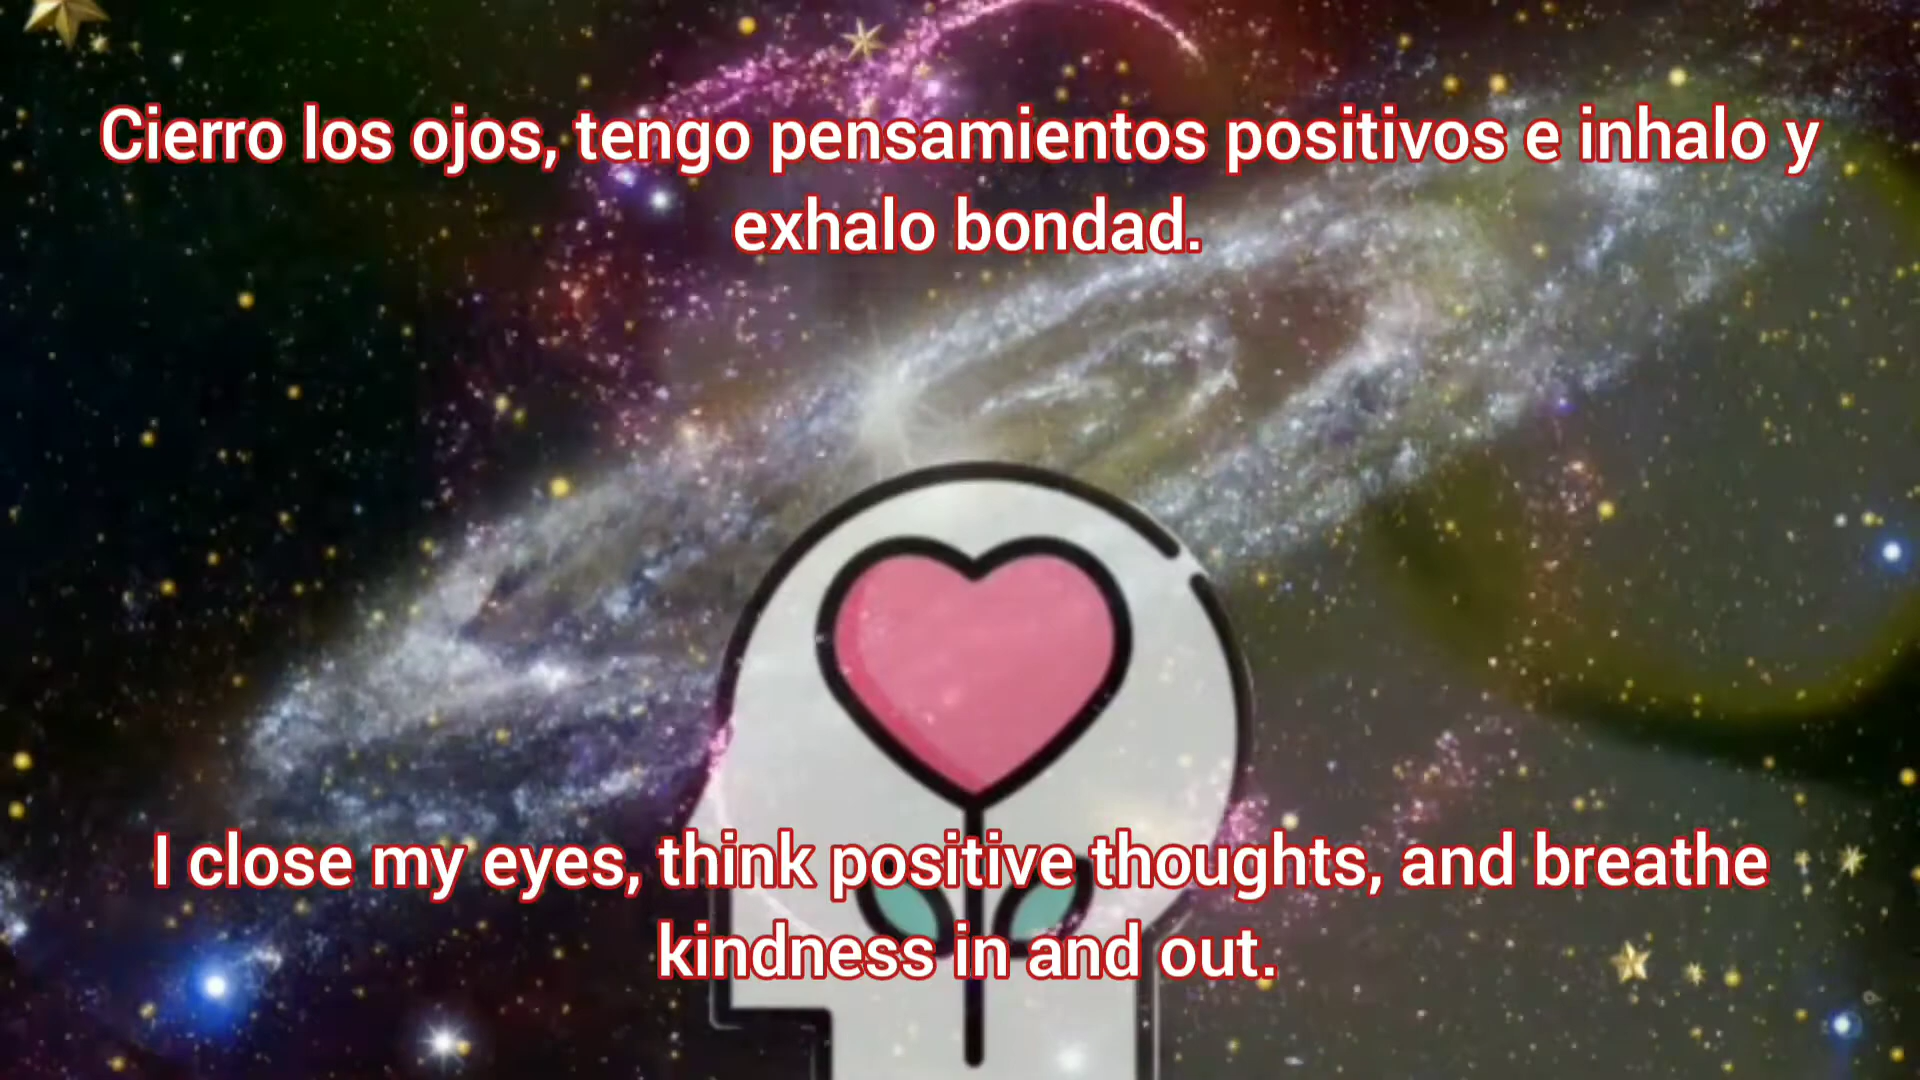 Cierro los ojos, tengo pensamientos positivos e inhalo y
exhalo bondad.
I close my eyes, think positive thoughts, and breathe
kindness in and out.